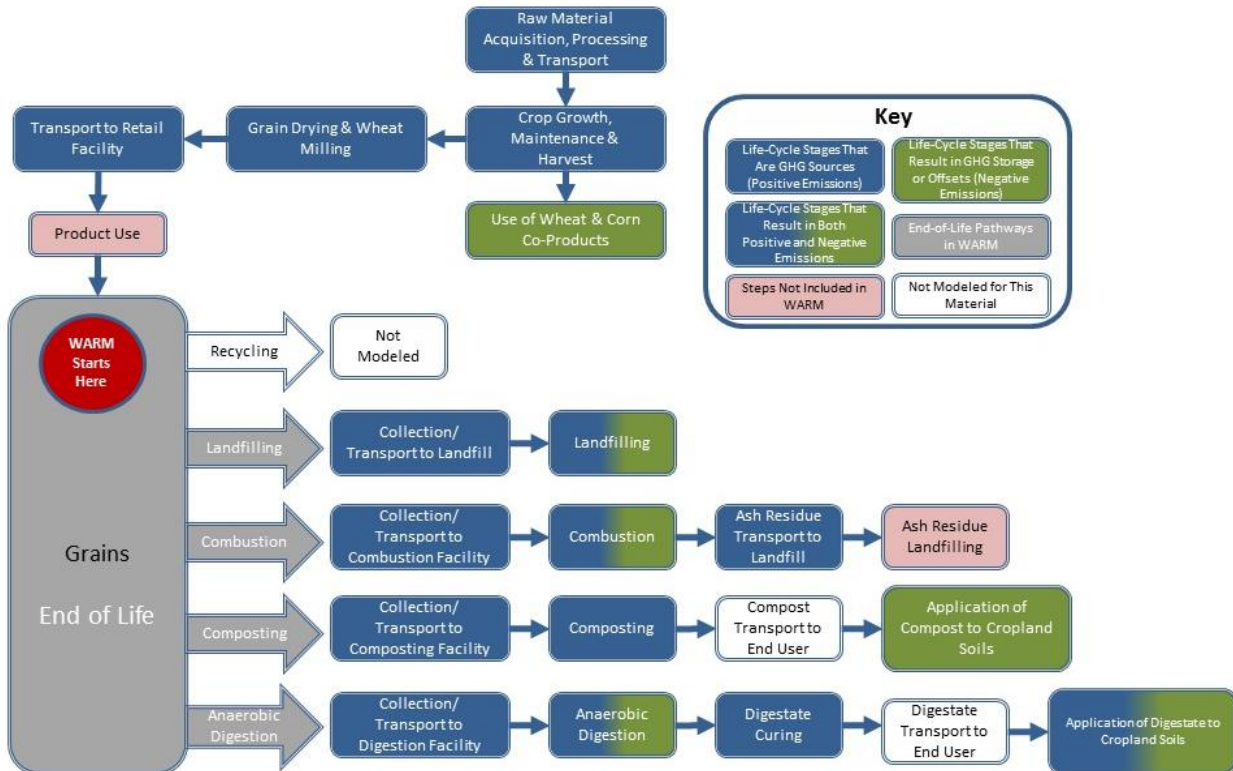 Raw Material
Acquisition, Processing
& Transport
Transport to Retail
Facility
Grain Drying & Wheat
Milling
Crop Growth,
Maintenance &
Harvest
Product Use
Use of Wheat & Corn
Co-Products
Key
Life-Cycle Stages That
Are GHG Sources
(Positive Emissions)
Life-Cycle Stages That
Result in GHG Storage
or Offsets (Negative
Emissions)
Life-Cycle Stages That
Result in Both
Positive and Negative
Emissions
End-of-Life Pathways
in WARM
Steps Not Included in
WARM
Not Modeled for This
Material
WARM
Starts
Here
Grains
End of Life
Recycling
Not
Modeled
Landfilling
Collection/
Transport to Landfill
Landfilling
Combustion
Collection/
Transport to
Combustion Facility
Combustion
Ash Residue
Transport to
Landfill
Ash Residue
Landfilling
Composting
Collection/
Transport to
Composting Facility
Composting
Compost
Transport to
End User
Application of
Compost to Cropland
Soils
Anaerobic
Digestion
Collection/
Transport to
Digestion Facility
Anaerobic
Digestion
Digestate
Curing
Digestate
Transport to
End User
Application of Digestate to
Cropland Soils